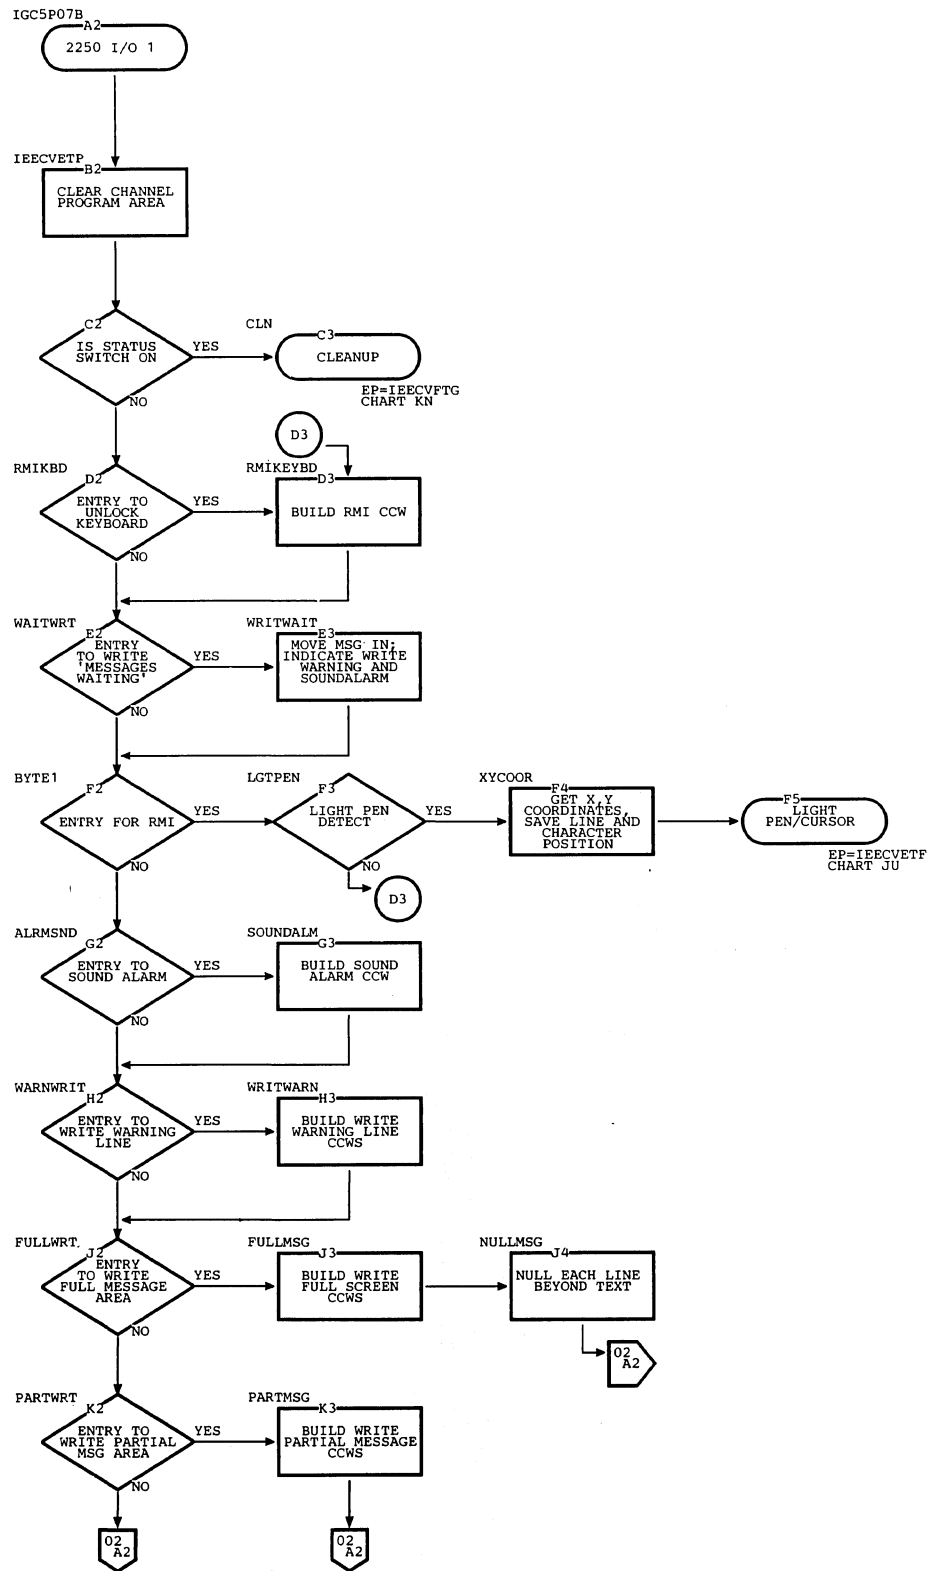 IGC5P07B
A2
2250 I/O 1
IEECVETP
B2
CLEAR CHANNEL
PROGRAM AREA
C2
IS STATUS
SWITCH ON
YES
NO
CLN
C3
CLEANUP
EP=IEECVFTG
CHART KN
D3
RMIKBD
D2
ENTRY TO
UNLOCK
KEYBOARD
YES
NO
RMIKEYBD
D3
BUILD RMI CCW
WAITWRT
E2
ENTRY
TO WRITE
'MESSAGES
WAITING'
YES
NO
WRITWAIT
E3
MOVE MSG IN;
INDICATE WRITE
WARNING AND
SOUNDALARM
BYTE1
F2
ENTRY FOR RMI
YES
NO
LGTPEN
F3
LIGHT PEN
DETECT
YES
NO
D3
XYCOOR
F4
GET X,Y
COORDINATES,
SAVE LINE AND
CHARACTER
POSITION
F5
LIGHT
PEN/CURSOR
EP=IEECVETF
CHART JU
ALRMSND
G2
ENTRY TO
SOUND ALARM
YES
NO
SOUNDALM
G3
BUILD SOUND
ALARM CCW
WARNWRIT
H2
ENTRY TO
WRITE WARNING
LINE
YES
NO
WRITWARN
H3
BUILD WRITE
WARNING LINE
CCWS
FULLWRT
J2
ENTRY
TO WRITE
FULL MESSAGE
AREA
YES
NO
FULLMSG
J3
BUILD WRITE
FULL SCREEN
CCWS
NULLMSG
J4
NULL EACH LINE
BEYOND TEXT
02
A2
PARTWRT
K2
ENTRY TO
WRITE PARTIAL
MSG AREA
YES
NO
PARTMSG
K3
BUILD WRITE
PARTIAL MESSAGE
CCWS
02
A2
02
A2